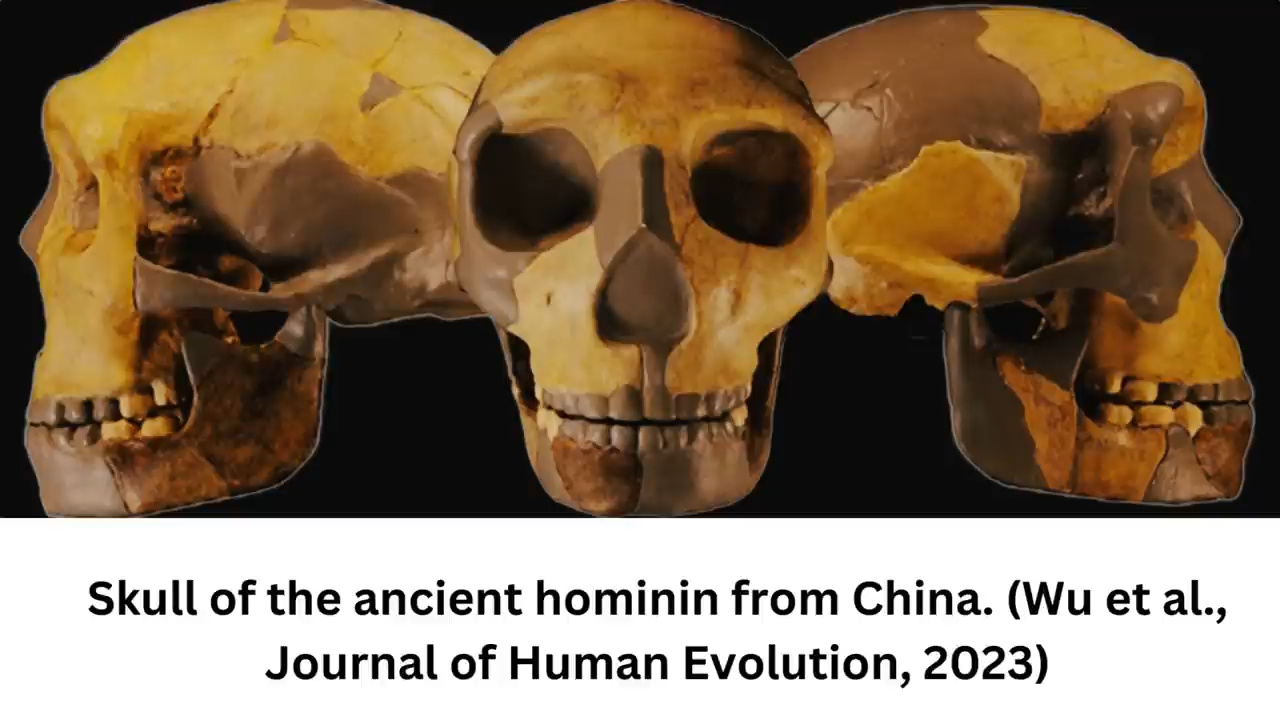 Skull of the ancient hominin from China. (Wu et al.,
Journal of Human Evolution, 2023)